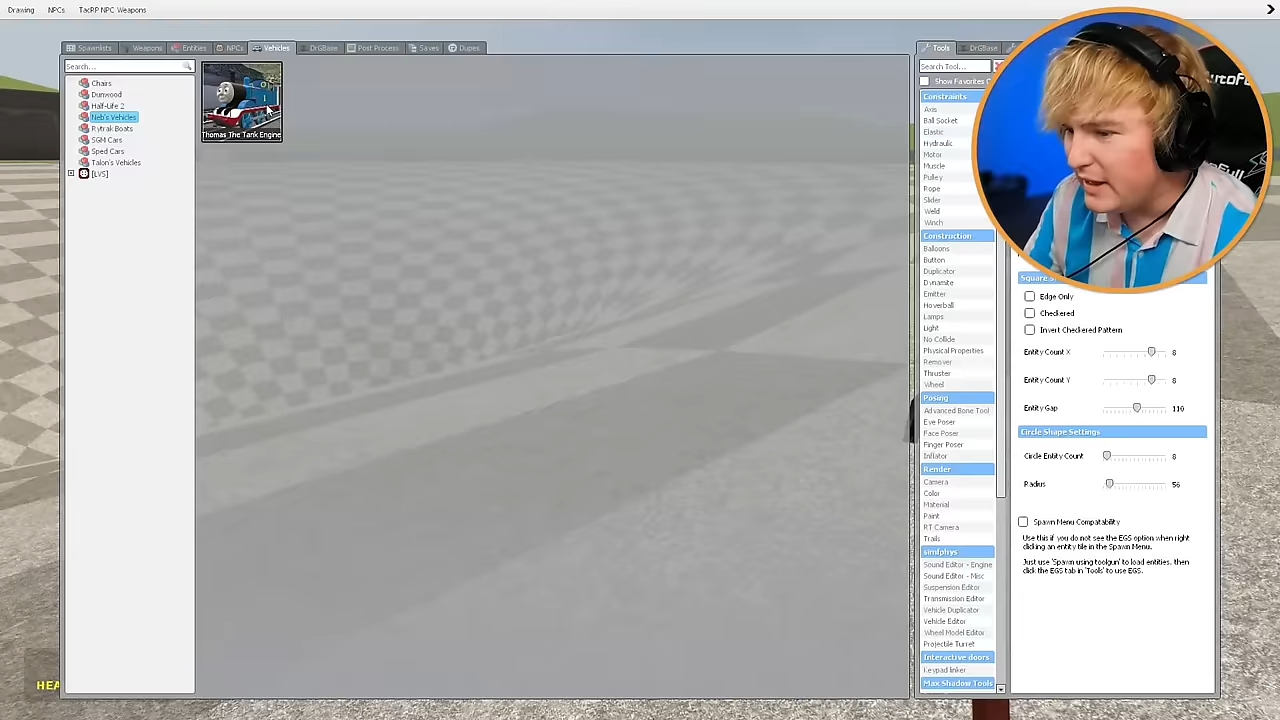 Drawing NPCs TacRP NPC Weapons
Spawnlists Weapons Entities NPCs Vehicles DrGBase Post Process Saves Dupes
Search...
Chairs
Dunwood
Half-Life 2
Neb's Vehicles
Rytrak Boats
SGM Cars
Sped Cars
Talon's Vehicles
[LVS]
Thomas The Tank Engine
Tools DrGBase
Search Tool...
Show Favorites O
Constraints
Axis
Ball Socket
Elastic
Hydraulic
Motor
Muscle
Pulley
Rope
Slider
Weld
Winch
Construction
Balloons
Button
Duplicator
Dynamite
Emitter
Hoverball
Lamps
Light
No Collide
Physical Properties
Remover
Thruster
Wheel
Posing
Advanced Bone Tool
Eye Poser
Face Poser
Finger Poser
Inflator
Render
Camera
Color
Material
Paint
RT Camera
Trails
simfphys
Sound Editor - Engine
Sound Editor - Misc
Suspension Editor
Transmission Editor
Vehicle Duplicator
Vehicle Editor
Wheel Model Editor
Projectile Turret
Interactive doors
Keypad linker
Max Shadow Tools
Square S
Edge Only
Checkered
Invert Checkered Pattern
Entity Count X 8
Entity Count Y 8
Entity Gap 110
Circle Shape Settings
Circle Entity Count 8
Radius 56
Spawn Menu Compatability
Use this if you do not see the EGS option when right
clicking an entity tile in the Spawn Menu.
Just use 'Spawn using toolgun' to load entities, then
click the EGS tab in 'Tools' to use EGS.
HEA